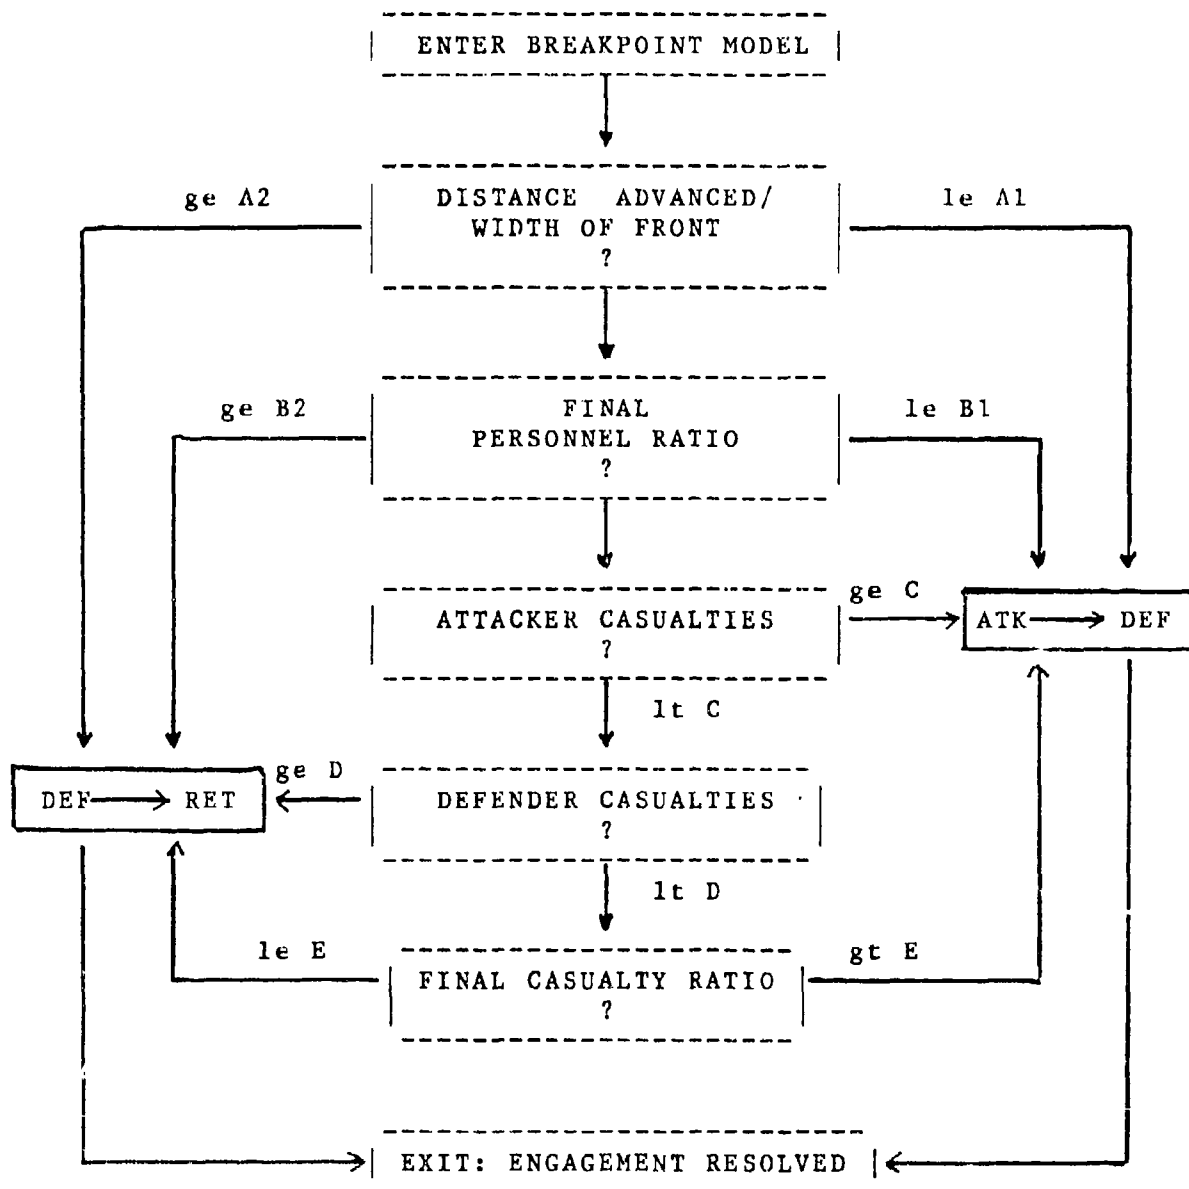 ENTER BREAKPOINT MODEL
ge A2
DISTANCE ADVANCED/
WIDTH OF FRONT
?
le A1
ge B2
FINAL
PERSONNEL RATIO
?
le B1
ATTACKER CASUALTIES
?
ge C
ATK DEF
lt C
DEF RET
ge D
DEFENDER CASUALTIES
?
lt D
le E
FINAL CASUALTY RATIO
?
gt E
EXIT: ENGAGEMENT RESOLVED